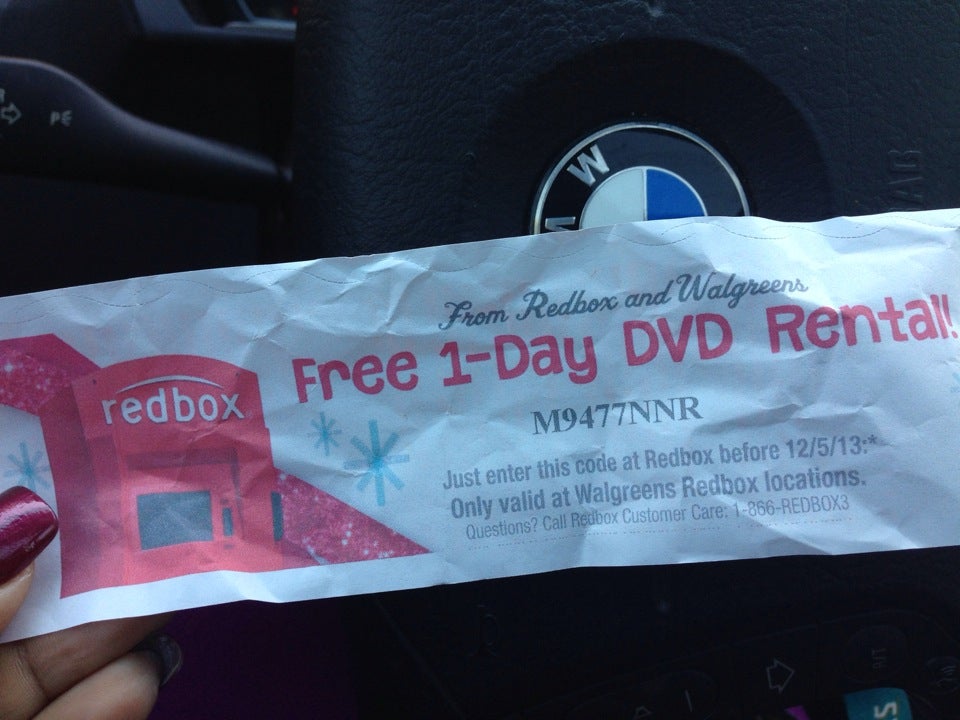 From Redbox and Walgreens
Free 1-Day DVD Rental!
redbox
M9477NNR
Just enter this code at Redbox before 12/5/13:*
Only valid at Walgreens Redbox locations.
Questions? Call Redbox Customer Care: 1-866-REDBOX3